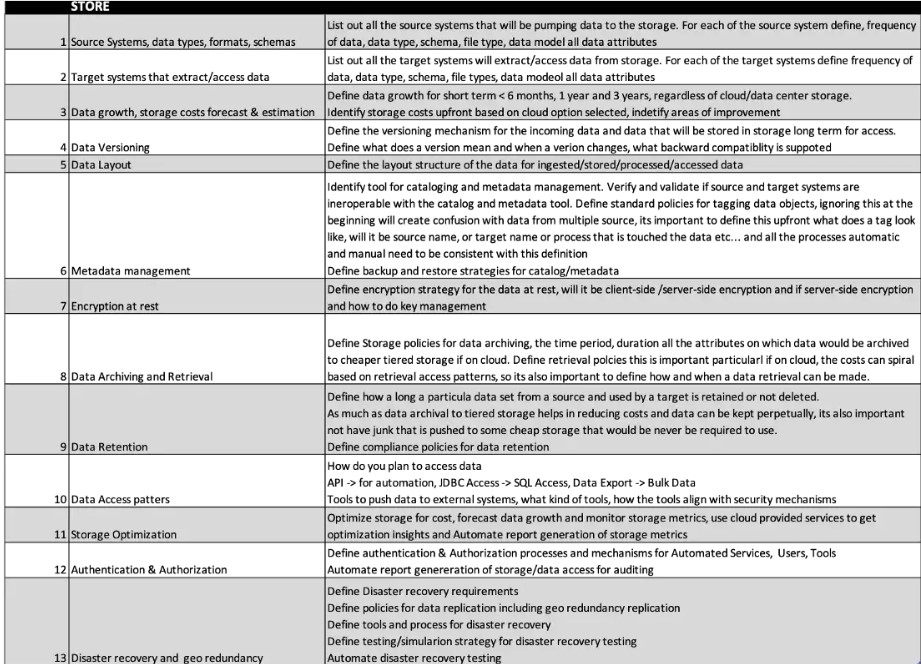 STORE
List out all the source systems that will be pumping data to the storage. For each of the source system define, frequency
1 Source Systems, data types, formats, schemas of data, data type, schema, file type, data model all data attributes
List out all the target systems will extract/access data from storage. For each of the target systems define frequency of
2 Target systems that extract/access data data, data type, schema, file types, data modeol all data attributes
Define data growth for short term < 6 months, 1 year and 3 years, regardless of cloud/data center storage.
3 Data growth, storage costs forecast & estimation Identify storage costs upfront based on cloud option selected, indetify areas of improvement
Define the versioning mechanism for the incoming data and data that will be stored in storage long term for access.
4 Data Versioning Define what does a version mean and when a verion changes, what backward compatiblity is suppoted
5 Data Layout Define the layout structure of the data for ingested/stored/processed/accessed data
Identify tool for cataloging and metadata management. Verify and validate if source and target systems are
ineroperable with the catalog and metadata tool. Define standard policies for tagging data objects, ignoring this at the
beginning will create confusion with data from multiple source, its important to define this upfront what does a tag look
like, will it be source name, or target name or process that is touched the data etc... and all the processes automatic
and manual need to be consistent with this definition
6 Metadata management Define backup and restore strategies for catalog/metadata
Define encryption strategy for the data at rest, will it be client-side /server-side encryption and if server-side encryption
7 Encryption at rest and how to do key management
Define Storage policies for data archiving, the time period, duration all the attributes on which data would be archived
to cheaper tiered storage if on cloud. Define retrieval polcies this is important particularl if on cloud, the costs can spiral
8 Data Archiving and Retrieval based on retrieval access patterns, so its also important to define how and when a data retrieval can be made.
Define how a long a particula data set from a source and used by a target is retained or not deleted.
As much as data archival to tiered storage helps in reducing costs and data can be kept perpetually, its also important
not have junk that is pushed to some cheap storage that would be never be required to use.
9 Data Retention Define compliance policies for data retention
How do you plan to access data
API -> for automation, JDBC Access -> SQL Access, Data Export -> Bulk Data
10 Data Access patters Tools to push data to external systems, what kind of tools, how the tools align with security mechanisms
Optimize storage for cost, forecast data growth and monitor storage metrics, use cloud provided services to get
11 Storage Optimization optimization insights and Automate report generation of storage metrics
Define authentication & Authorization processes and mechanisms for Automated Services, Users, Tools
12 Authentication & Authorization Automate report genereration of storage/data access for auditing
Define Disaster recovery requirements
Define policies for data replication including geo redundancy replication
Define tools and process for disaster recovery
Define testing/simularion strategy for disaster recovery testing
13 Disaster recovery and geo redundancy Automate disaster recovery testing